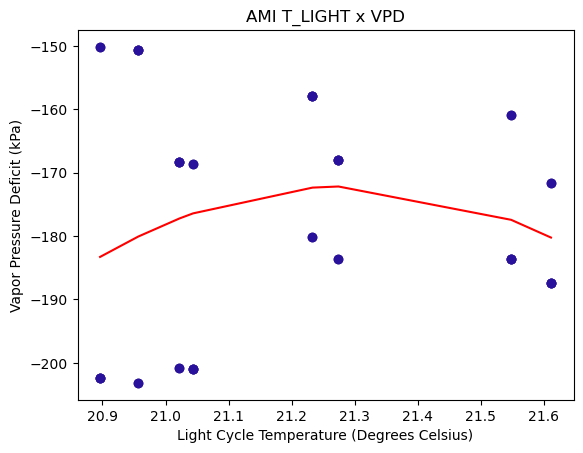 AMI T_LIGHT x VPD
−150
−160
−170
−180
−190
−200
Vapor Pressure Deficit (kPa)
20.9 21.0 21.1 21.2 21.3 21.4 21.5 21.6
Light Cycle Temperature (Degrees Celsius)